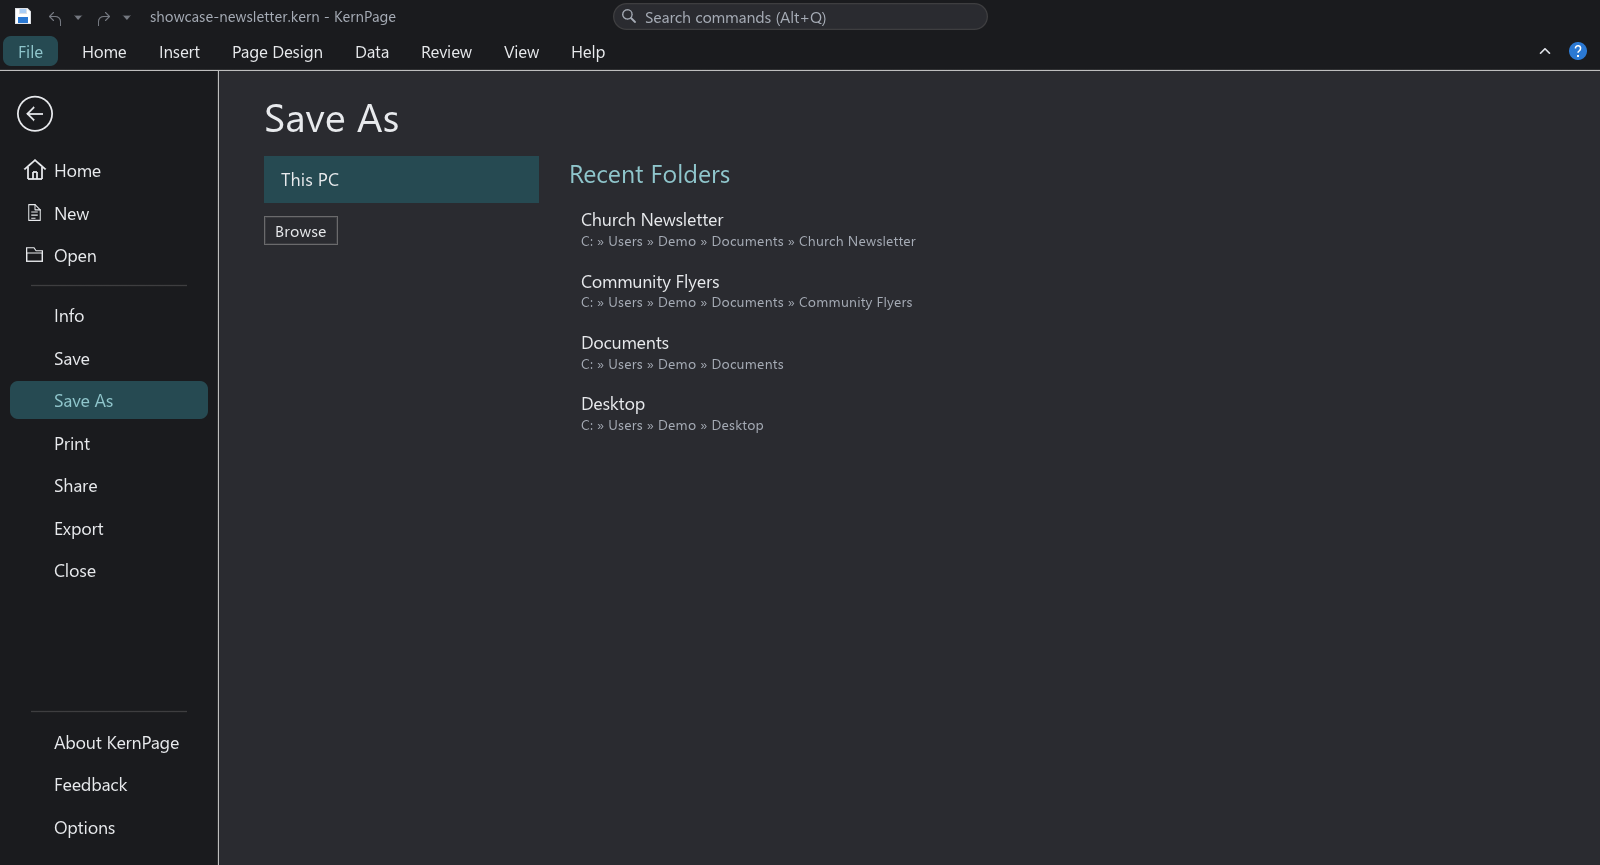 showcase-newsletter.kern - KernPage
Search commands (Alt+Q)
File
Home
Insert
Page Design
Data
Review
View
Help
?
Home
New
Open
Info
Save
Save As
Print
Share
Export
Close
About KernPage
Feedback
Options
Save As
This PC
Browse
Recent Folders
Church Newsletter
C: » Users » Demo » Documents » Church Newsletter
Community Flyers
C: » Users » Demo » Documents » Community Flyers
Documents
C: » Users » Demo » Documents
Desktop
C: » Users » Demo » Desktop